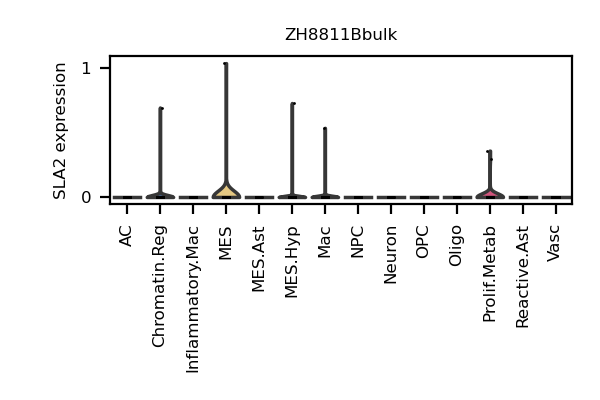 ZH8811Bbulk
SLA2 expression
1
0
AC
Chromatin.Reg
Inflammatory.Mac
MES
MES.Ast
MES.Hyp
Mac
NPC
Neuron
OPC
Oligo
Prolif.Metab
Reactive.Ast
Vasc